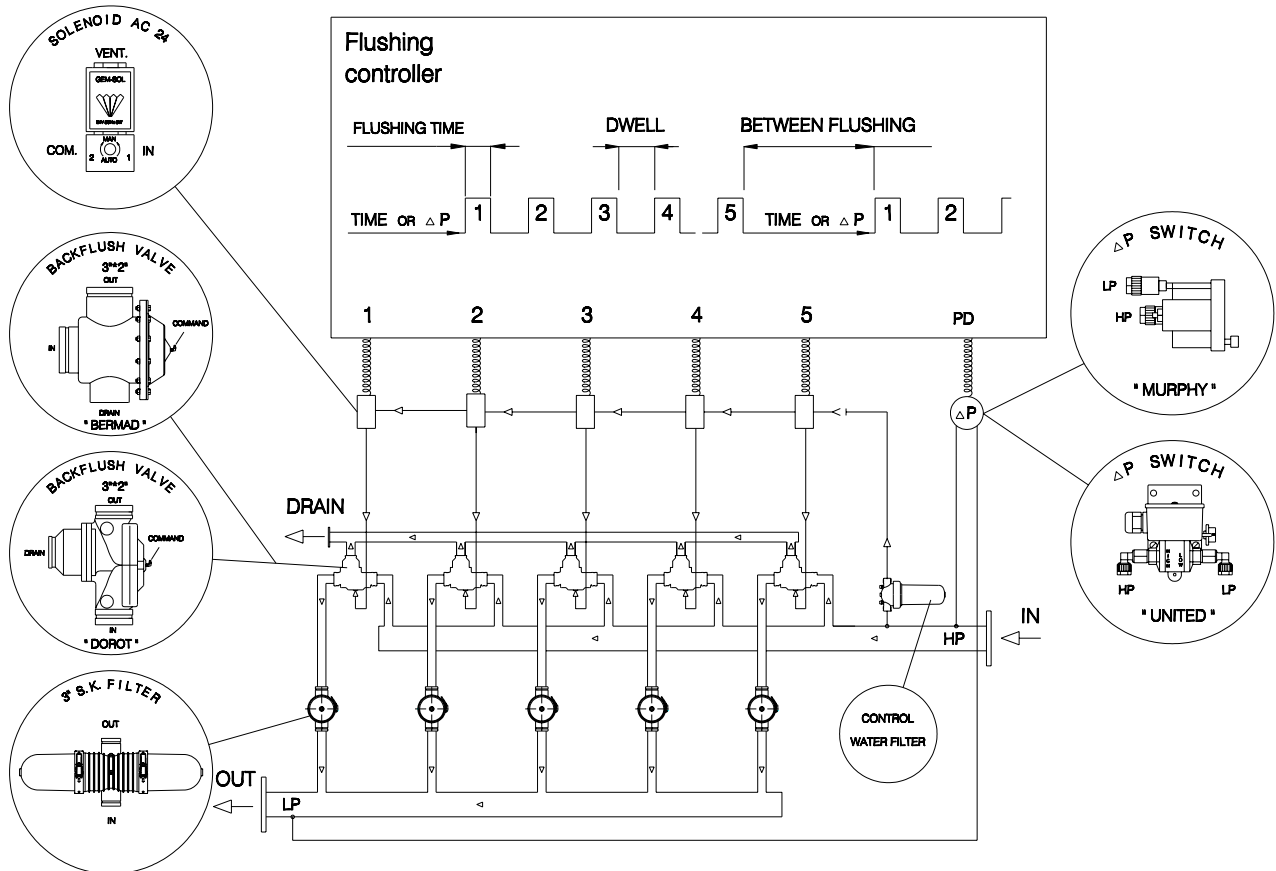 SOLENOID AC 24
VENT.
GEM-SOL
COM.
2
MAN
AUTO
1
IN
Flushing
controller
FLUSHING TIME
DWELL
BETWEEN FLUSHING
TIME OR △P
1
2
3
4
5
TIME OR △P
1
2
1
2
3
4
5
PD
△P
BACKFLUSH VALVE
3"*2"
OUT
COMMAND
IN
DRAIN
"BERMAD"
BACKFLUSH VALVE
3"*2"
OUT
DRAIN
COMMAND
IN
"DOROT"
3" S.K. FILTER
OUT
IN
DRAIN
IN
HP
CONTROL
WATER FILTER
OUT
LP
△P SWITCH
LP
HP
"MURPHY"
△P SWITCH
HIGH
LOW
HP
LP
"UNITED"